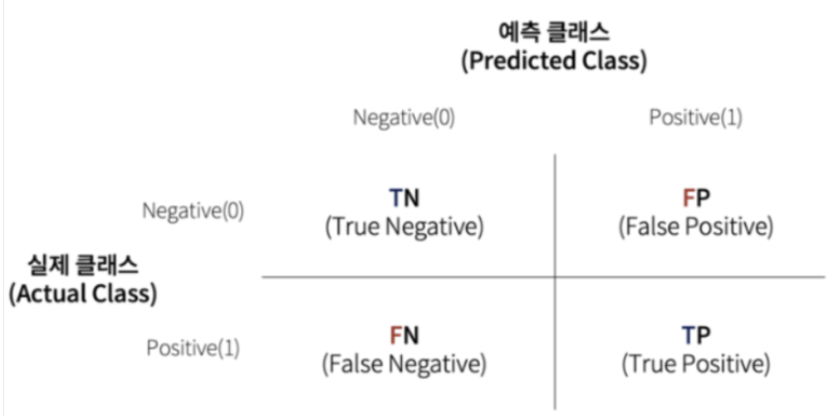 예측 클래스
(Predicted Class)
Negative(0) Positive(1)
Negative(0)
TN FP
(True Negative) (False Positive)
실제 클래스
(Actual Class)
Positive(1)
FN TP
(False Negative) (True Positive)